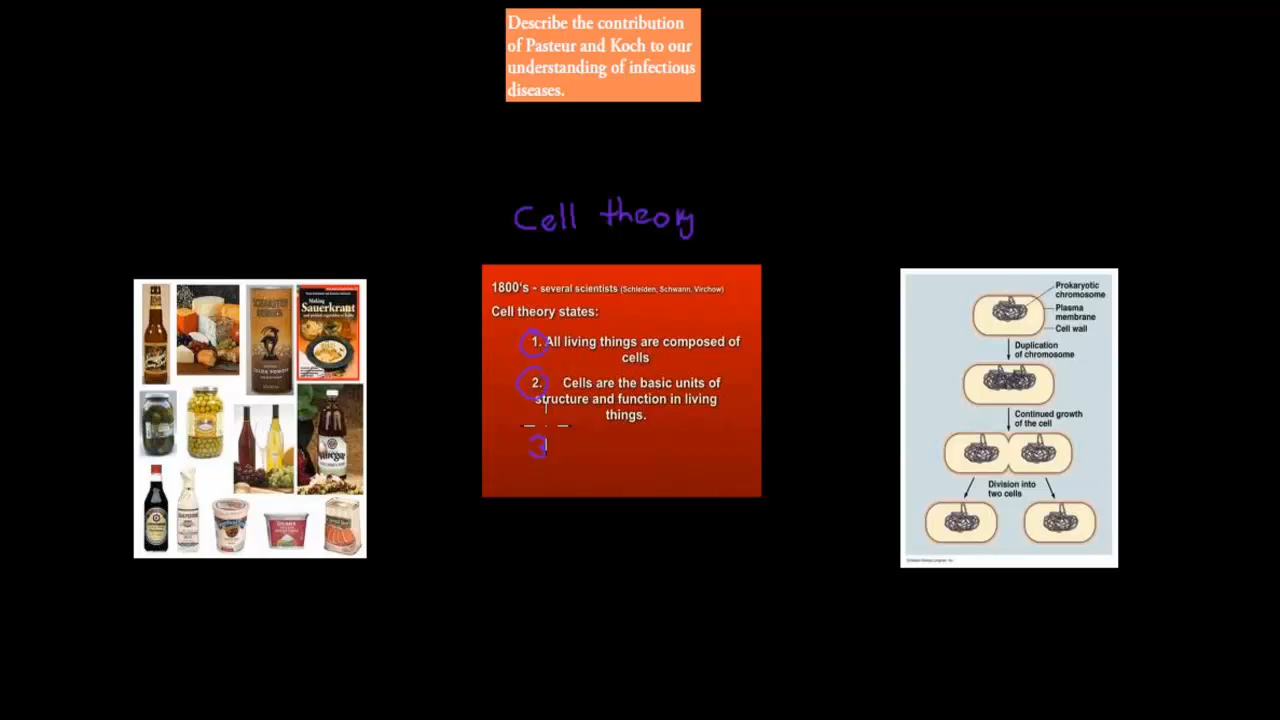 Describe the contribution
of Pasteur and Koch to our
understanding of infectious
diseases.
Cell theory
1800's - several scientists (Schleiden, Schwann, Virchow)
Cell theory states:
1. All living things are composed of
cells
2. Cells are the basic units of
structure and function in living
things.
3
Making
Sauerkrant
Prokaryotic
chromosome
Plasma
membrane
Cell wall
Duplication
of chromosome
Continued growth
of the cell
Division into
two cells